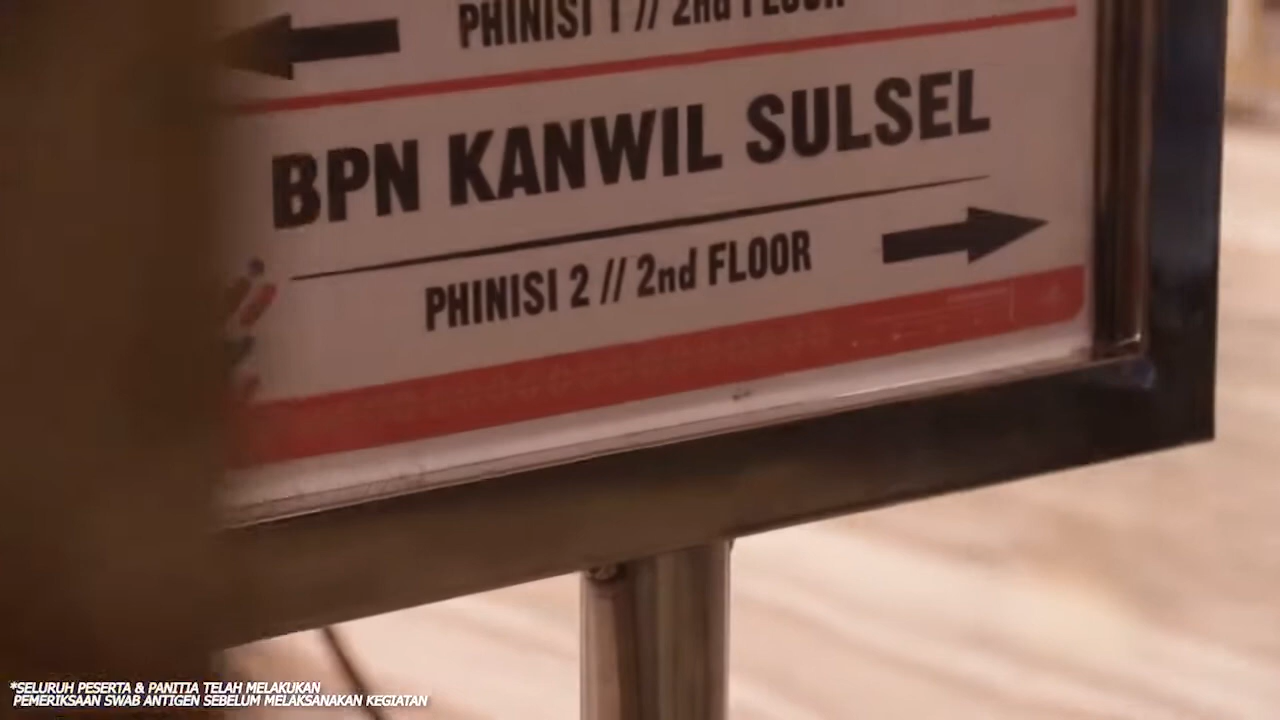 PHINISI 1 // 2nd FLOOR
BPN KANWIL SULSEL
PHINISI 2 // 2nd FLOOR
*SELURUH PESERTA & PANITIA TELAH MELAKUKAN
PEMERIKSAAN SWAB ANTIGEN SEBELUM MELAKSANAKAN KEGIATAN